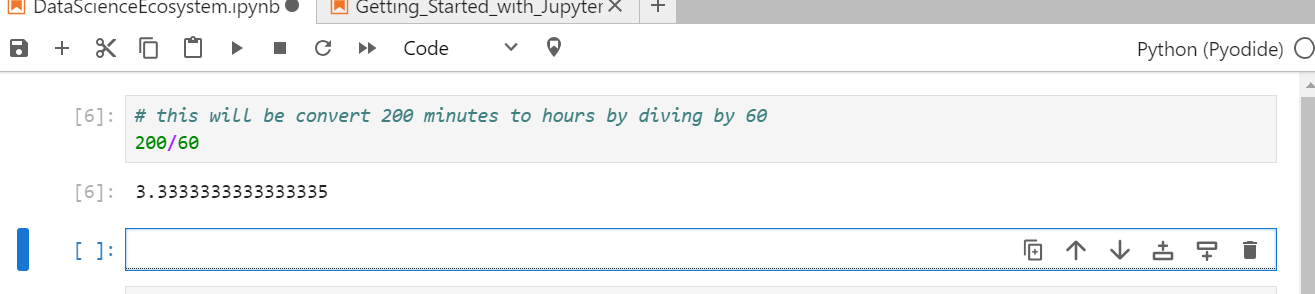 DataScienceEcosystem.ipynb
Getting_Started_with_Jupyter
Code
Python (Pyodide)
[6]:
# this will be convert 200 minutes to hours by diving by 60
200/60
[6]:
3.3333333333333335
[ ]: